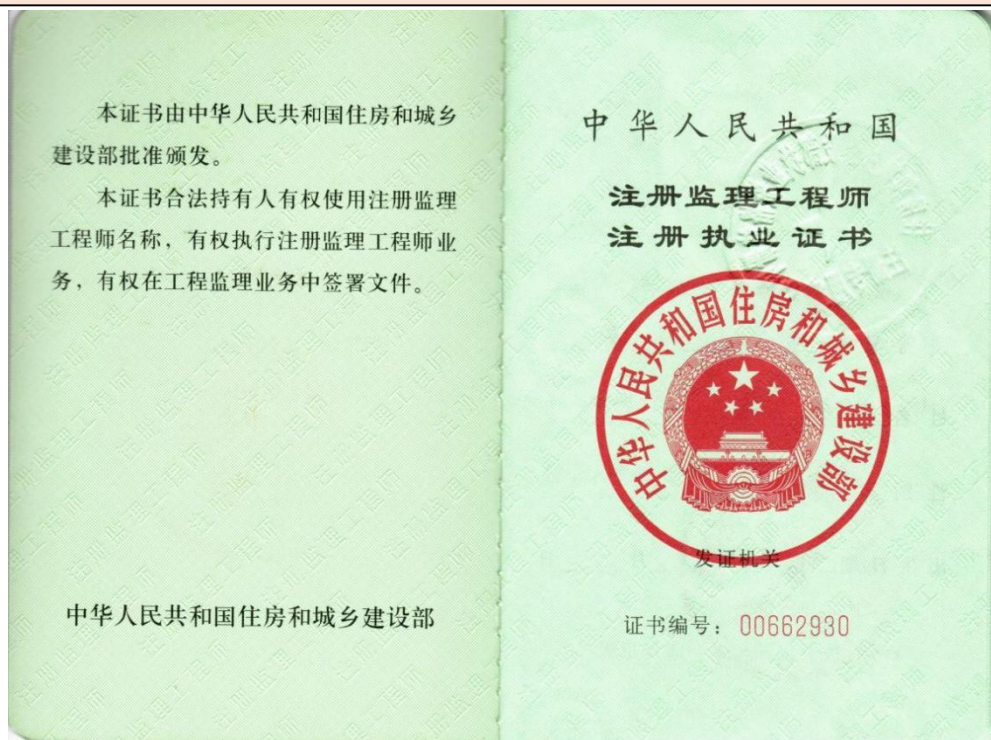 本证书由中华人民共和国住房和城乡
建设部批准颁发。
本证书合法持有人有权使用注册监理
工程师名称，有权执行注册监理工程师业
务，有权在工程监理业务中签署文件。
中华人民共和国住房和城乡建设部
中华人民共和国
注册监理工程师
注册执业证书
中华人民共和国住房和城乡建设部
发证机关
证书编号：00662930